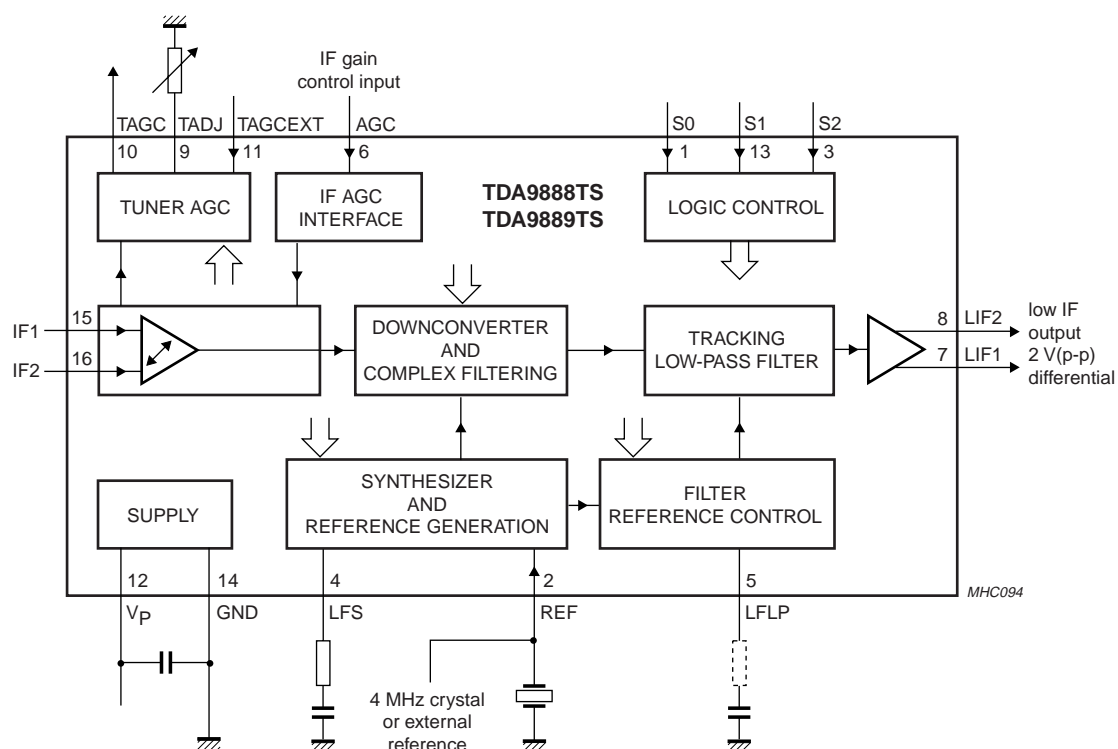 IF gain
control input
TAGC TADJ TAGCEXT AGC S0 S1 S2
10 9 11 6 1 13 3
TUNER AGC
IF AGC
INTERFACE
TDA9888TS
TDA9889TS
LOGIC CONTROL
IF1 15
IF2 16
DOWNCONVERTER
AND
COMPLEX FILTERING
TRACKING
LOW-PASS FILTER
8 LIF2
7 LIF1
low IF
output
2 V(p-p)
differential
SUPPLY
SYNTHESIZER
AND
REFERENCE GENERATION
FILTER
REFERENCE CONTROL
12 14 4 2 5
MHC094
VP GND LFS REF LFLP
4 MHz crystal
or external
reference